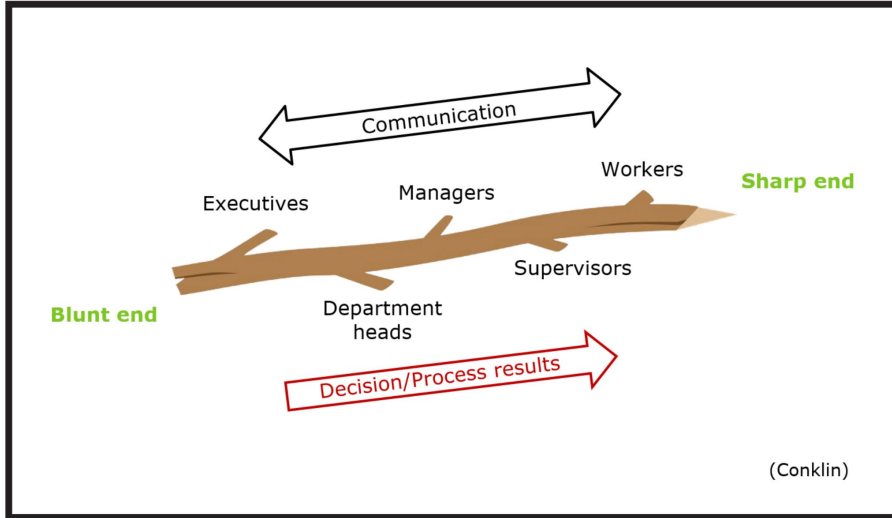 Communication
Workers
Sharp end
Managers
Executives
Supervisors
Department
heads
Blunt end
Decision/Process results
(Conklin)